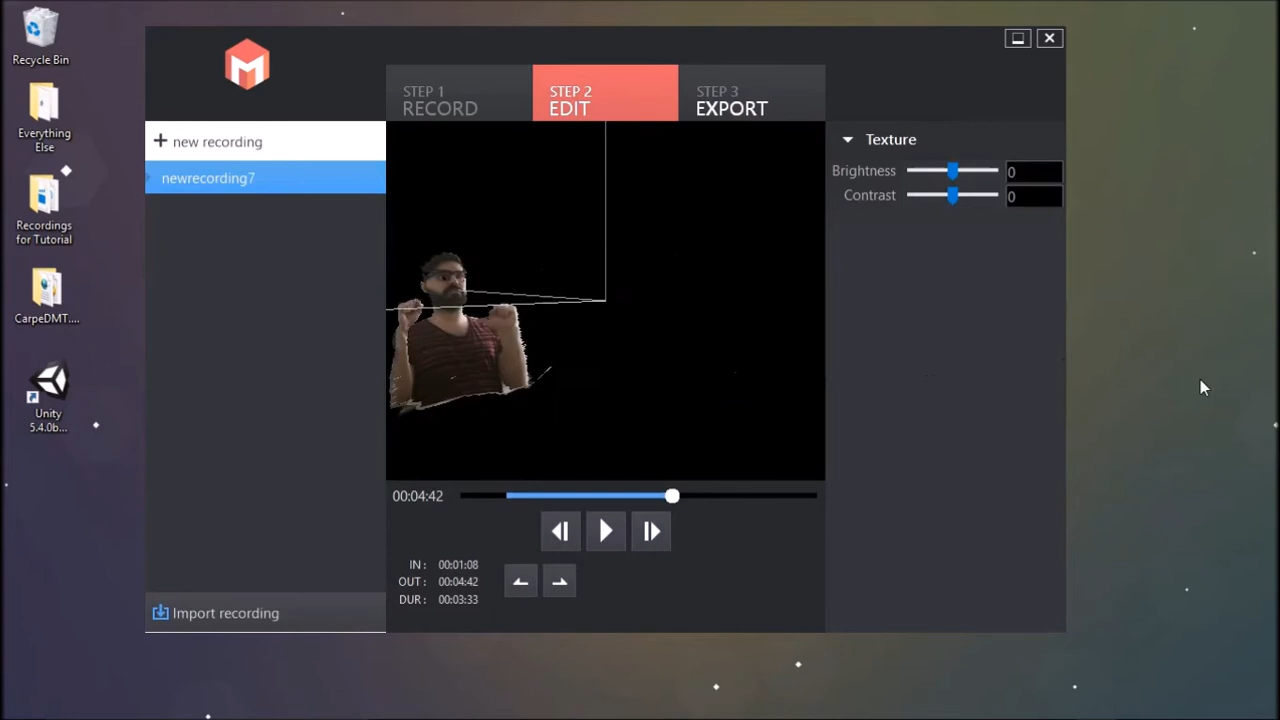 Recycle Bin
Everything
Else
Recordings
for Tutorial
CarpeDMT....
Unity
5.4.0b...
M
STEP 1
RECORD
STEP 2
EDIT
STEP 3
EXPORT
+ new recording
newrecording7
Import recording
00:04:42
IN : 00:01:08
OUT : 00:04:42
DUR : 00:03:33
Texture
Brightness 0
Contrast 0